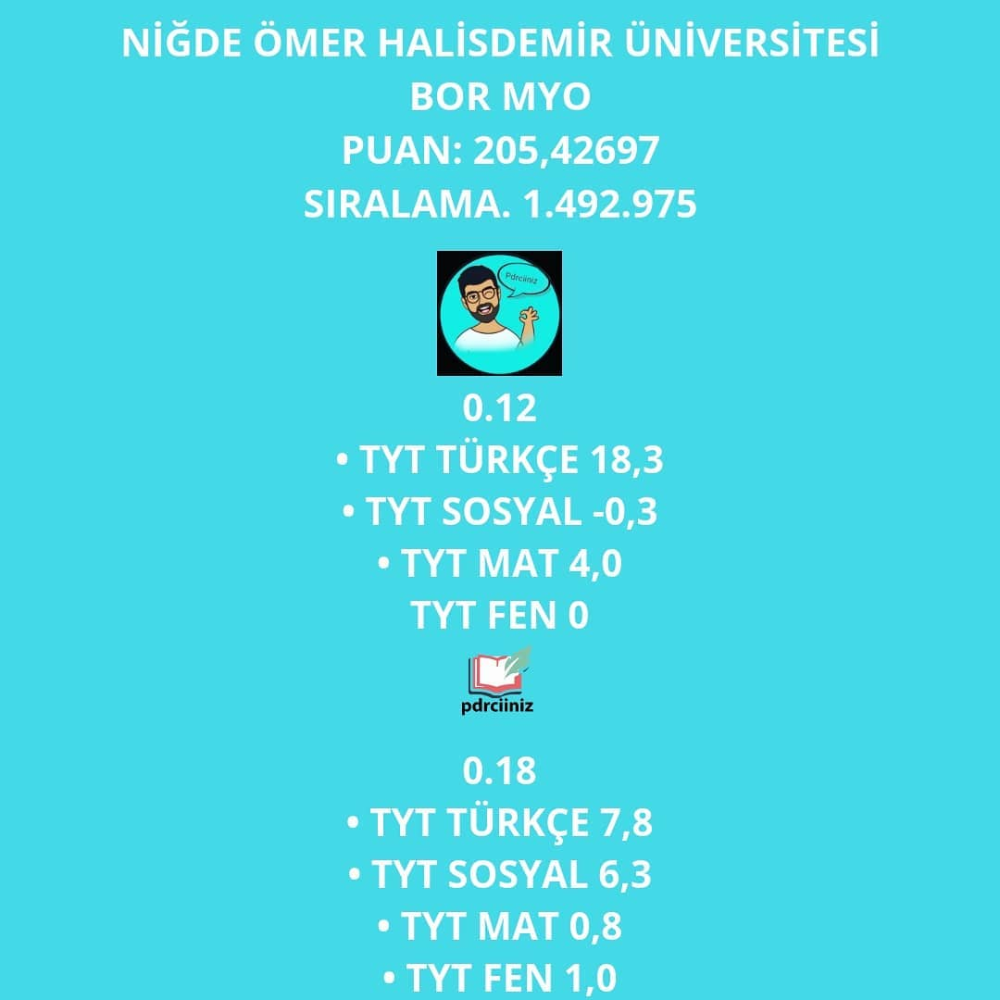 NİĞDE ÖMER HALİSDEMİR ÜNİVERSİTESİ
BOR MYO
PUAN: 205,42697
SIRALAMA. 1.492.975
Pdrciiniz
0.12
• TYT TÜRKÇE 18,3
• TYT SOSYAL -0,3
• TYT MAT 4,0
TYT FEN 0
pdrciiniz
0.18
• TYT TÜRKÇE 7,8
• TYT SOSYAL 6,3
• TYT MAT 0,8
• TYT FEN 1,0